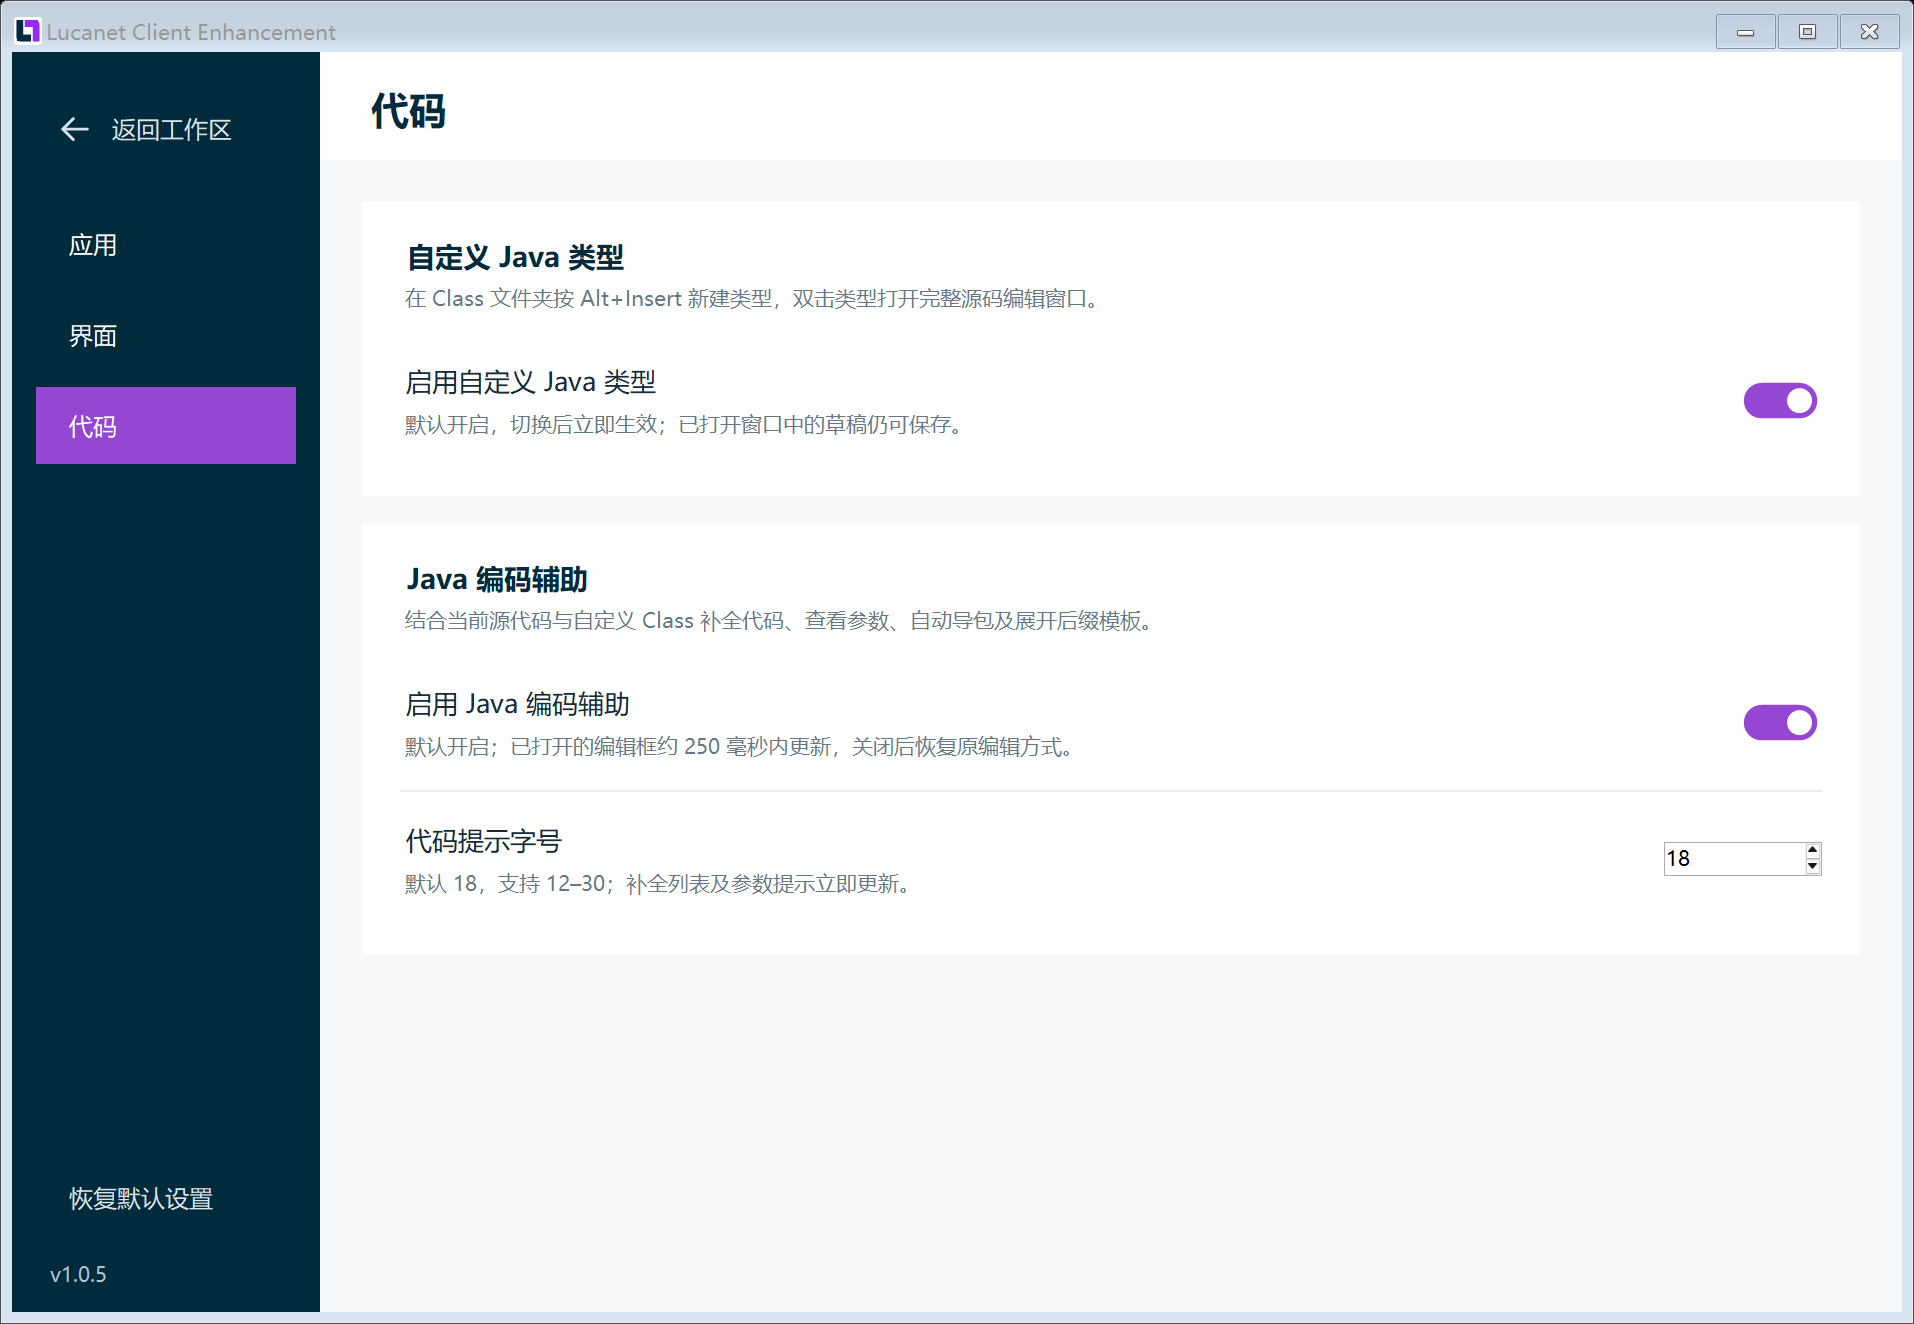 Lucanet Client Enhancement
返回工作区
应用
界面
代码
恢复默认设置
v1.0.5
代码
自定义 Java 类型
在 Class 文件夹按 Alt+Insert 新建类型，双击类型打开完整源码编辑窗口。
启用自定义 Java 类型
默认开启，切换后立即生效；已打开窗口中的草稿仍可保存。
Java 编码辅助
结合当前源代码与自定义 Class 补全代码、查看参数、自动导包及展开后缀模板。
启用 Java 编码辅助
默认开启；已打开的编辑框约 250 毫秒内更新，关闭后恢复原编辑方式。
代码提示字号
18
默认 18，支持 12–30；补全列表及参数提示立即更新。